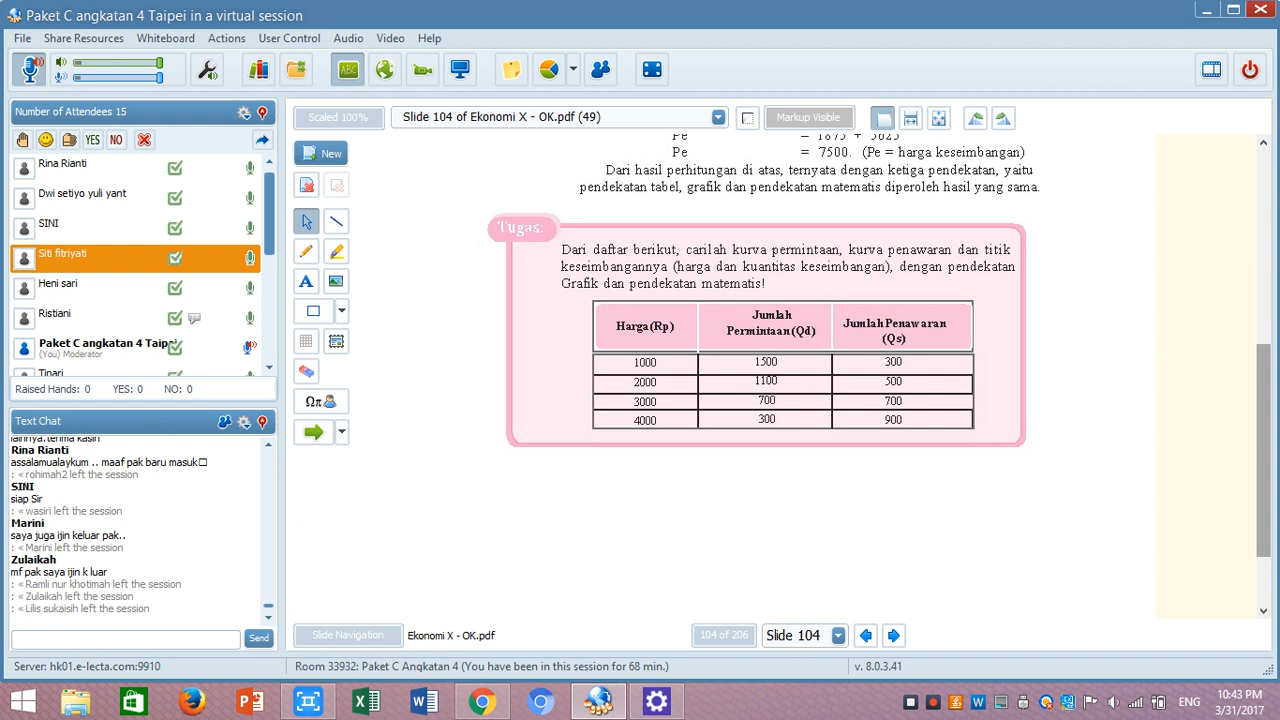 Paket C angkatan 4 Taipei in a virtual session
File Share Resources Whiteboard Actions User Control Audio Video Help
Number of Attendees 15
YES NO
Rina Rianti
Dwi setiyo yuli yant
SINI
Siti fitriyati
Heni sari
Ristiani
Paket C angkatan 4 Taipei
(You) Moderator
Tinari
Raised Hands: 0 YES: 0 NO: 0
Text Chat
lainnya.terima kasih
Rina Rianti
assalamualaykum .. maaf pak baru masuk□
: « rohimah2 left the session
SINI
siap Sir
: « wasiri left the session
Marini
saya juga ijin keluar pak..
: « Marini left the session
Zulaikah
mf pak saya ijin k luar
: « Ramli nur khotimah left the session
: « Zulaikah left the session
: « Lilis sukaisih left the session
Send
Scaled 100%
Slide 104 of Ekonomi X - OK.pdf (49)
Markup Visible
New
ABC
A
Ωπ
Pe = 1875 + 5625
Pe = 7500. (Pe = harga keseimbangan)
Dari hasil perhitungan di atas, ternyata dengan ketiga pendekatan, yaitu
pendekatan tabel, grafik dan pendekatan matematis diperoleh hasil yang sama.
Tugas:
Dari daftar berikut, carilah kurva permintaan, kurva penawaran dan titik
keseimbangannya (harga dan kuantitas keseimbangan), dengan pendekatan
Grafik dan pendekatan matematis!
Harga (Rp) Jumlah Permintaan (Qd) Jumlah Penawaran (Qs)
1000 1500 300
2000 1100 500
3000 700 700
4000 300 900
Slide Navigation Ekonomi X - OK.pdf 104 of 206 Slide 104
Server: hk01.e-lecta.com:9910 Room 33932: Paket C Angkatan 4 (You have been in this session for 68 min.) v. 8.0.3.41
ENG
10:43 PM
3/31/2017